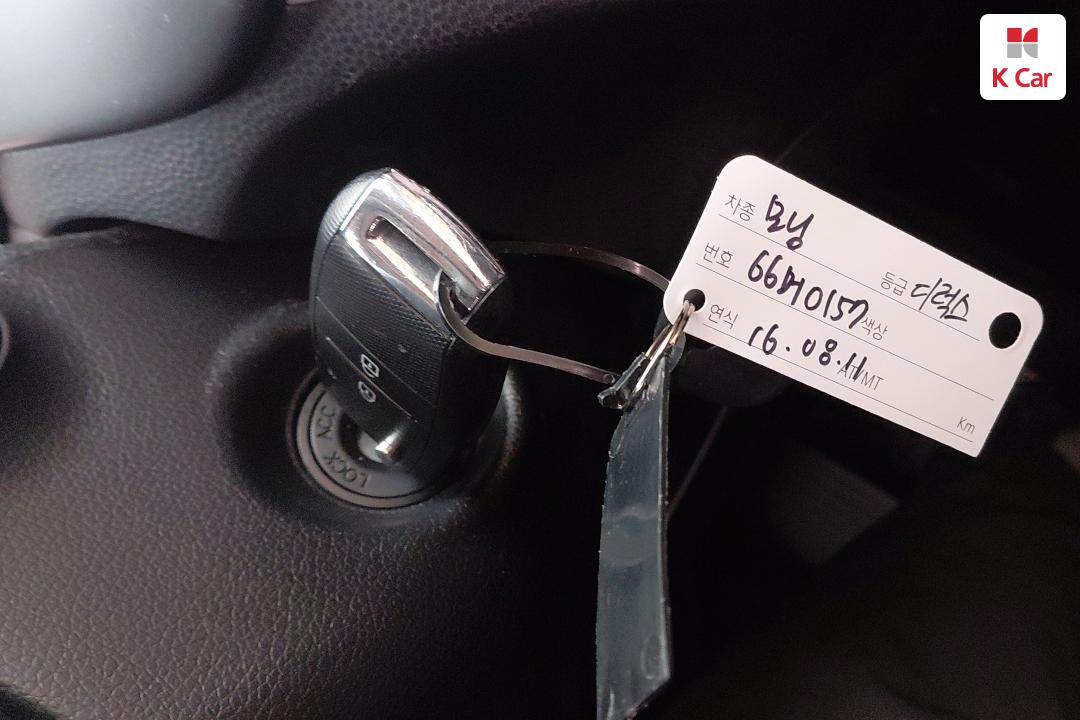 K Car
차종 모닝
등급 디럭스
번호 66머0157
색상
연식 16.08.11
AT/MT
Km
LOCK ACC